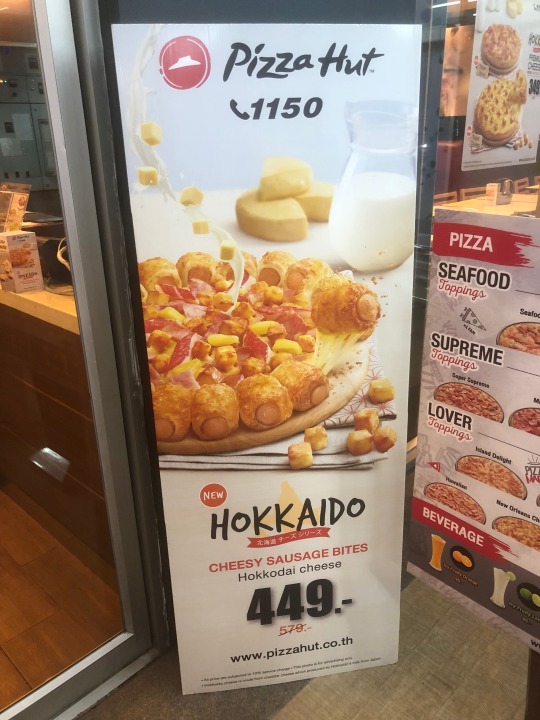 Pizza Hut
1150
NEW
HOKKAIDO
北海道 チーズ シリーズ
CHEESY SAUSAGE BITES
Hokkodai cheese
449.-
579.-
www.pizzahut.co.th
HOKKAIDO
PIZZA
SEAFOOD
Toppings
SUPREME
Toppings
Super Supreme
LOVER
Toppings
Island Delight
Hawaiian
New Orleans
BEVERAGE